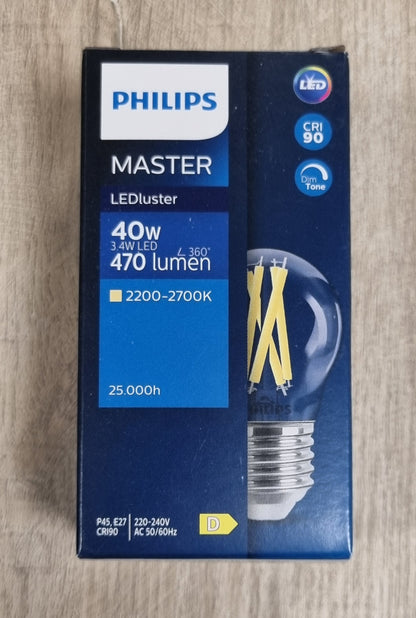 PHILIPS
LED
CRI
90
Dim
Tone
MASTER
LEDluster
40W
3.4W LED
470 lumen
360°
2200-2700K
25.000h
Philips
P45, E27
CRI90
220-240V
AC 50/60Hz
D